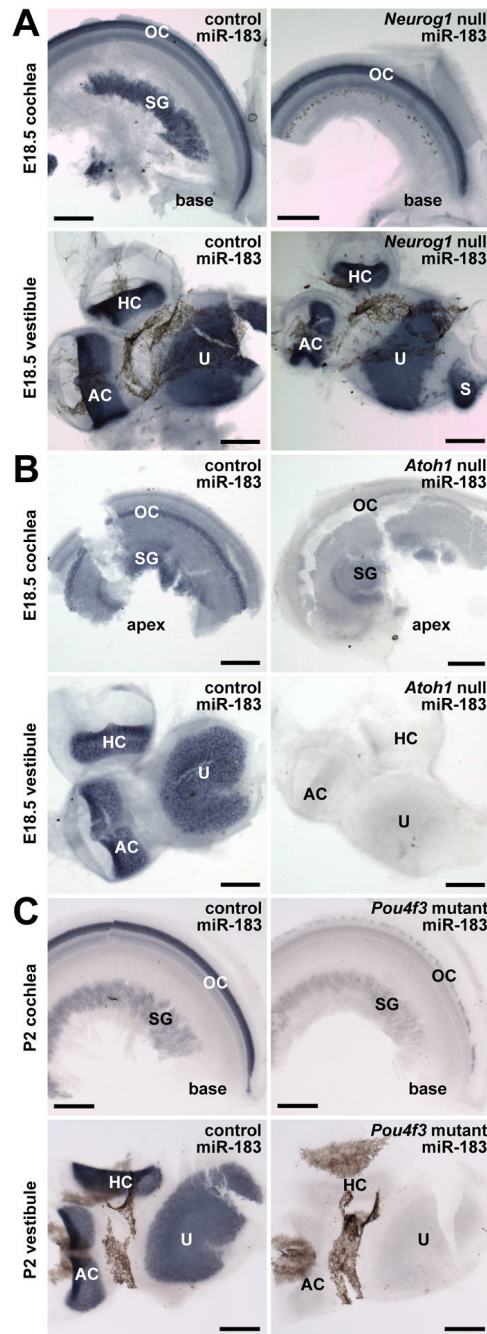 A
control
miR-183
OC
SG
base
E18.5 cochlea
Neurog1 null
miR-183
OC
base
control
miR-183
HC
U
AC
E18.5 vestibule
Neurog1 null
miR-183
HC
AC
U
S
B
control
miR-183
OC
SG
apex
E18.5 cochlea
Atoh1 null
miR-183
OC
SG
apex
control
miR-183
HC
U
AC
E18.5 vestibule
Atoh1 null
miR-183
HC
AC
U
C
control
miR-183
OC
SG
base
P2 cochlea
Pou4f3 mutant
miR-183
OC
SG
base
control
miR-183
HC
U
AC
P2 vestibule
Pou4f3 mutant
miR-183
HC
U
AC